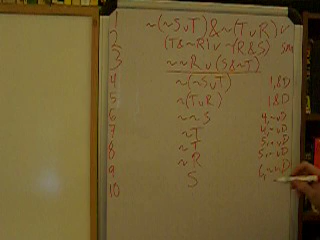 1 ~(~S∨T)&~(T∨R)∨
2 (T&~R)∨~(R&S) SM
3 ~~R∨(S&~T)
4 ~(~S∨T) 1,&D
5 ~(T∨R) 1&D
6 ~~S 4,~∨D
7 ~T 4,~∨D
8 ~T 5,~∨D
9 ~R 5,~∨D
10 S 6,~~D